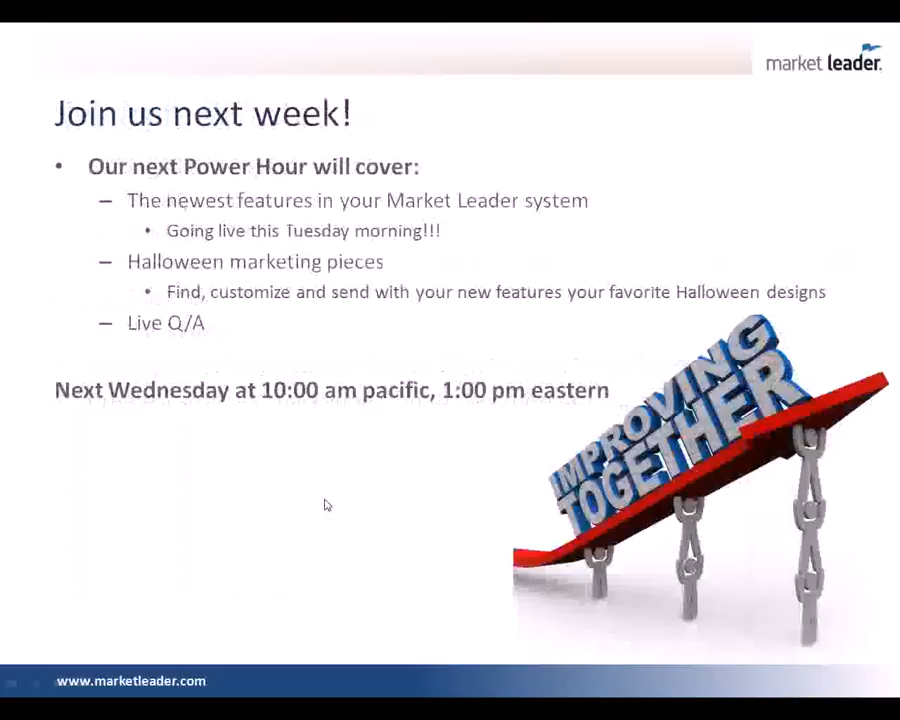 market leader.
Join us next week!
• Our next Power Hour will cover:
– The newest features in your Market Leader system
• Going live this Tuesday morning!!!
– Halloween marketing pieces
• Find, customize and send with your new features your favorite Halloween designs
– Live Q/A
Next Wednesday at 10:00 am pacific, 1:00 pm eastern
IMPROVING
TOGETHER
www.marketleader.com